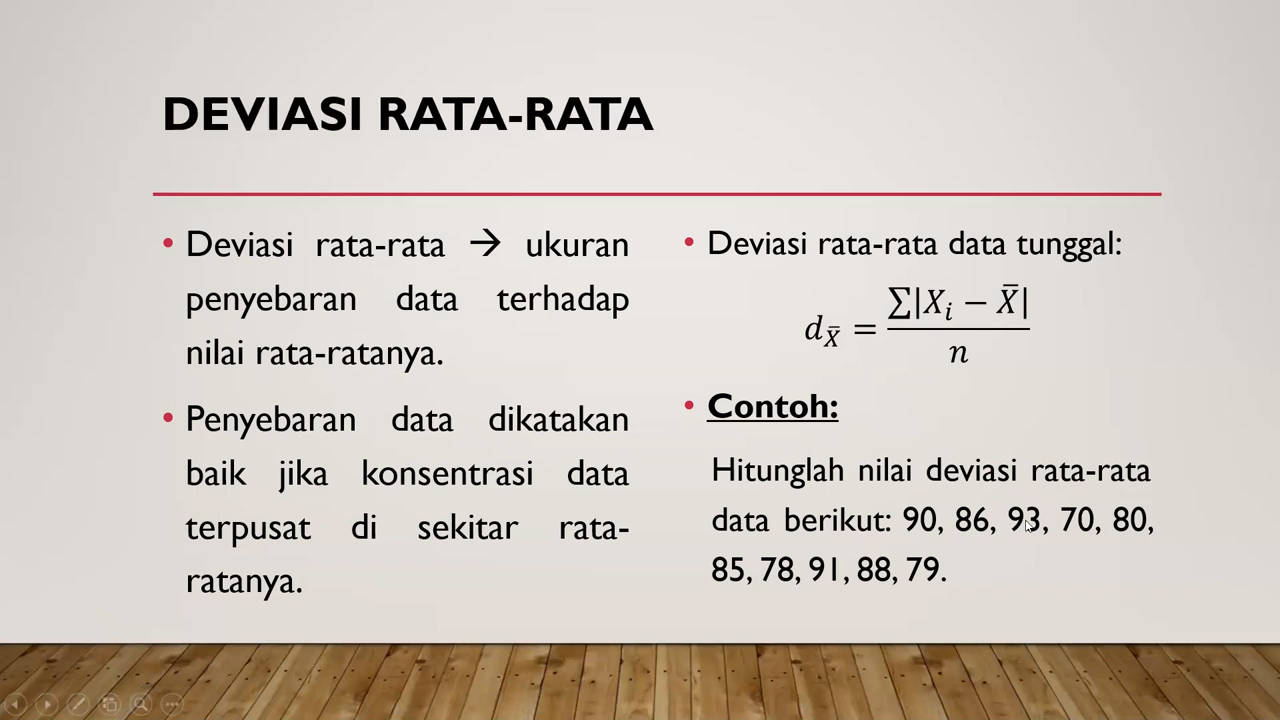 DEVIASI RATA-RATA
• Deviasi rata-rata → ukuran
penyebaran data terhadap
nilai rata-ratanya.
• Penyebaran data dikatakan
baik jika konsentrasi data
terpusat di sekitar rata-
ratanya.
• Deviasi rata-rata data tunggal:
d_X̄ = ∑|Xᵢ − X̄| / n
• Contoh:
Hitunglah nilai deviasi rata-rata
data berikut: 90, 86, 93, 70, 80,
85, 78, 91, 88, 79.